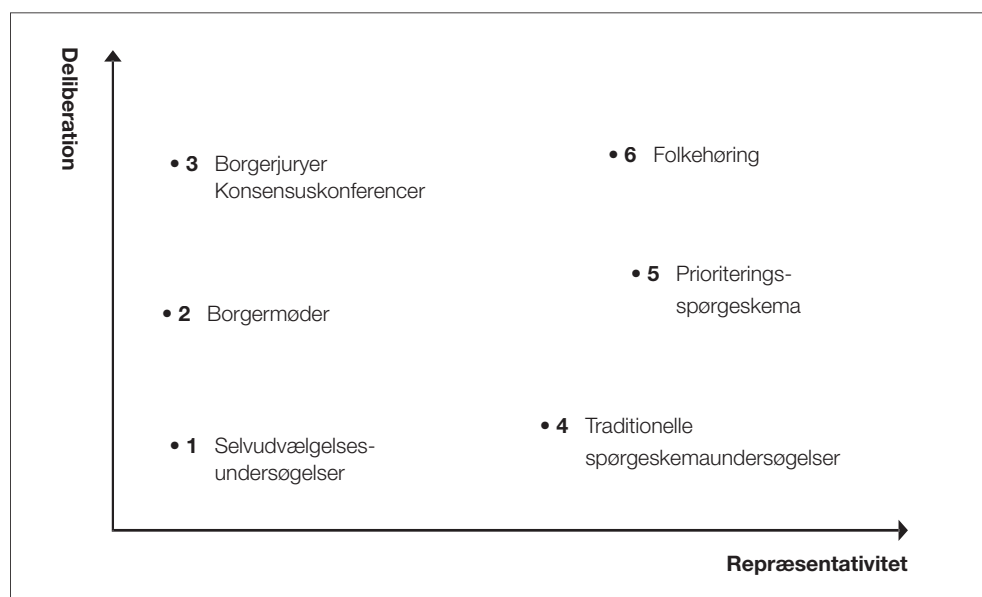 Deliberation
• 3 Borgerjuryer
Konsensuskonferencer
• 6 Folkehøring
• 5 Prioriterings-
spørgeskema
• 2 Borgermøder
• 4 Traditionelle
spørgeskemaundersøgelser
• 1 Selvudvælgelses-
undersøgelser
Repræsentativitet